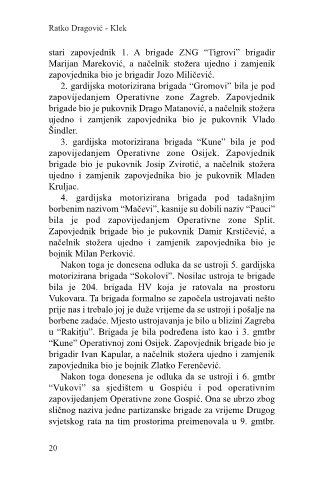 Ratko Dragović - Klek
stari zapovjednik 1. A brigade ZNG “Tigrovi” brigadir
Marijan Mareković, a načelnik stožera ujedno i zamjenik
zapovjednika bio je brigadir Jozo Miličević.
2. gardijska motorizirana brigada “Gromovi” bila je pod
zapovijedanjem Operativne zone Zagreb. Zapovjednik
brigade bio je pukovnik Drago Matanović, a načelnik stožera
ujedno i zamjenik zapovjednika bio je pukovnik Vlado
Šindler.
3. gardijska motorizirana brigada “Kune” bila je pod
zapovijedanjem Operativne zone Osijek. Zapovjednik
brigade bio je pukovnik Josip Zvirotić, a načelnik stožera
ujedno i zamjenik zapovjednika bio je pukovnik Mladen
Kruljac.
4. gardijska motorizirana brigada pod tadašnjim
borbenim nazivom “Mačevi”, kasnije su dobili naziv “Pauci”
bila je pod zapovijedanjem Operativne zone Split.
Zapovjednik brigade bio je pukovnik Damir Krstičević, a
načelnik stožera ujedno i zamjenik zapovjednika bio je
bojnik Milan Perković.
Nakon toga je donesena odluka da se ustroji 5. gardijska
motorizirana brigada “Sokolovi”. Nosilac ustroja te brigade
bila je 204. brigada HV koja je ratovala na prostoru
Vukovara. Ta brigada formalno se započela ustrojavati nešto
prije nas i trebalo joj je duže vrijeme da se ustroji i pošalje na
borbene zadaće. Mjesto ustrojavanja je bilo u blizini Zagreba
u “Rakitju”. Brigada je bila podređena isto kao i 3. gmtbr
“Kune” Operativnoj zoni Osijek. Zapovjednik brigade bio je
brigadir Ivan Kapular, a načelnik stožera ujedno i zamjenik
zapovjednika bio je bojnik Zlatko Ferenčević.
Nakon toga donesena je odluka da se ustroji i 6. gmtbr
“Vukovi” sa sjedištem u Gospiću i pod operativnim
zapovijedanjem Operativne zone Gospić. Ona se ubrzo zbog
sličnog naziva jedne partizanske brigade za vrijeme Drugog
svjetskog rata na tim prostorima preimenovala u 9. gmtbr.
20